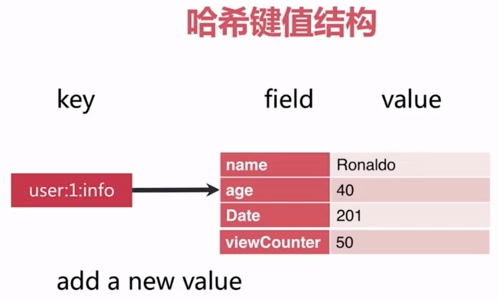 哈希键值结构
key field value
name Ronaldo
user:1:info age 40
Date 201
viewCounter 50
add a new value